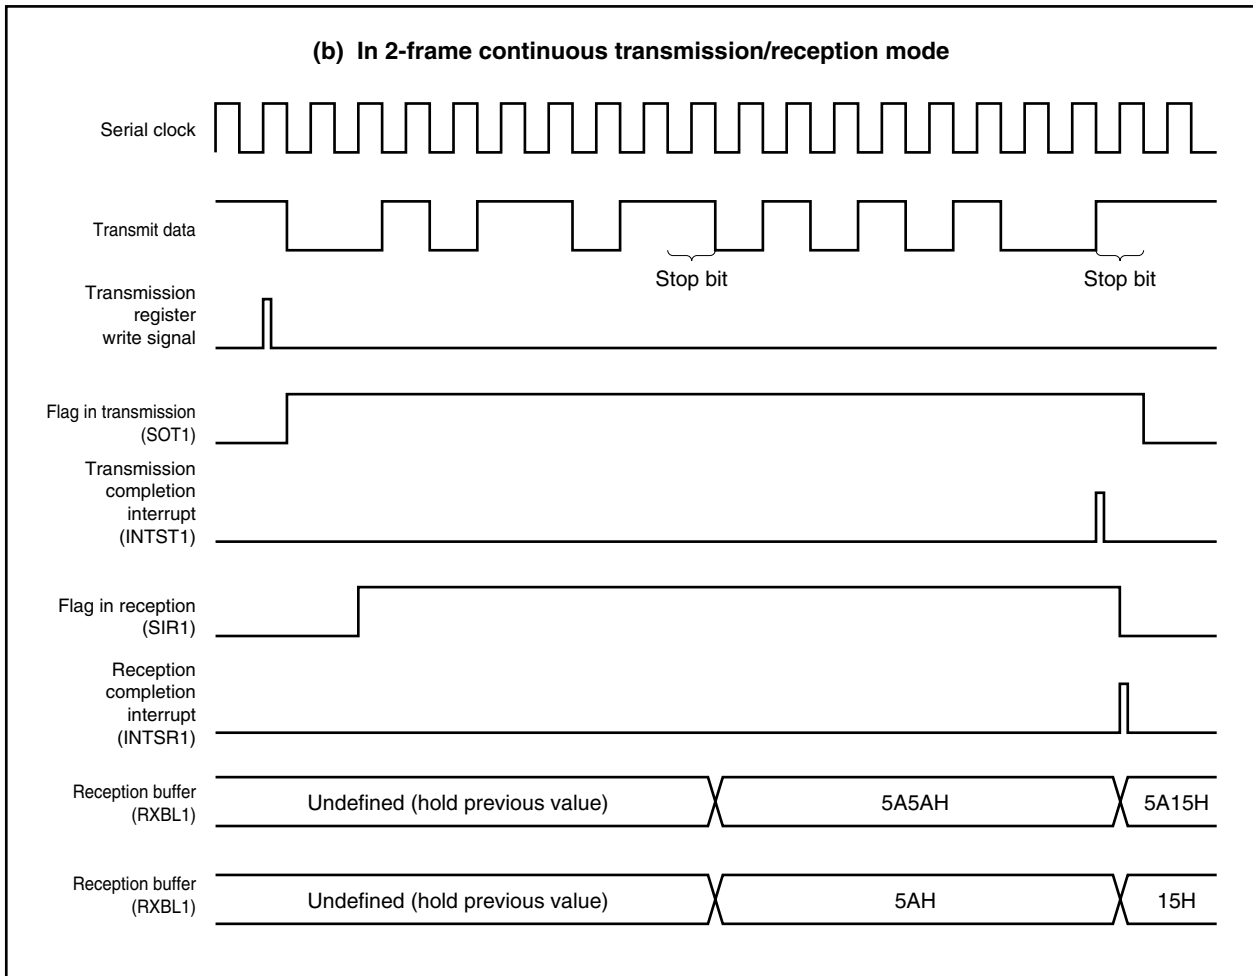 (b) In 2-frame continuous transmission/reception mode
Serial clock
Transmit data
Stop bit
Stop bit
Transmission
register
write signal
Flag in transmission
(SOT1)
Transmission
completion
interrupt
(INTST1)
Flag in reception
(SIR1)
Reception
completion
interrupt
(INTSR1)
Reception buffer
(RXBL1)
Undefined (hold previous value)
5A5AH
5A15H
Reception buffer
(RXBL1)
Undefined (hold previous value)
5AH
15H